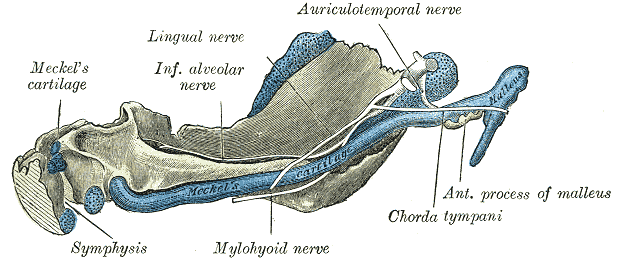 Auriculotemporal nerve
Lingual nerve
Meckel's
cartilage
Inf. alveolar
nerve
Malleus
Meckel's cartilage
Ant. process of malleus
Chorda tympani
Symphysis
Mylohyoid nerve